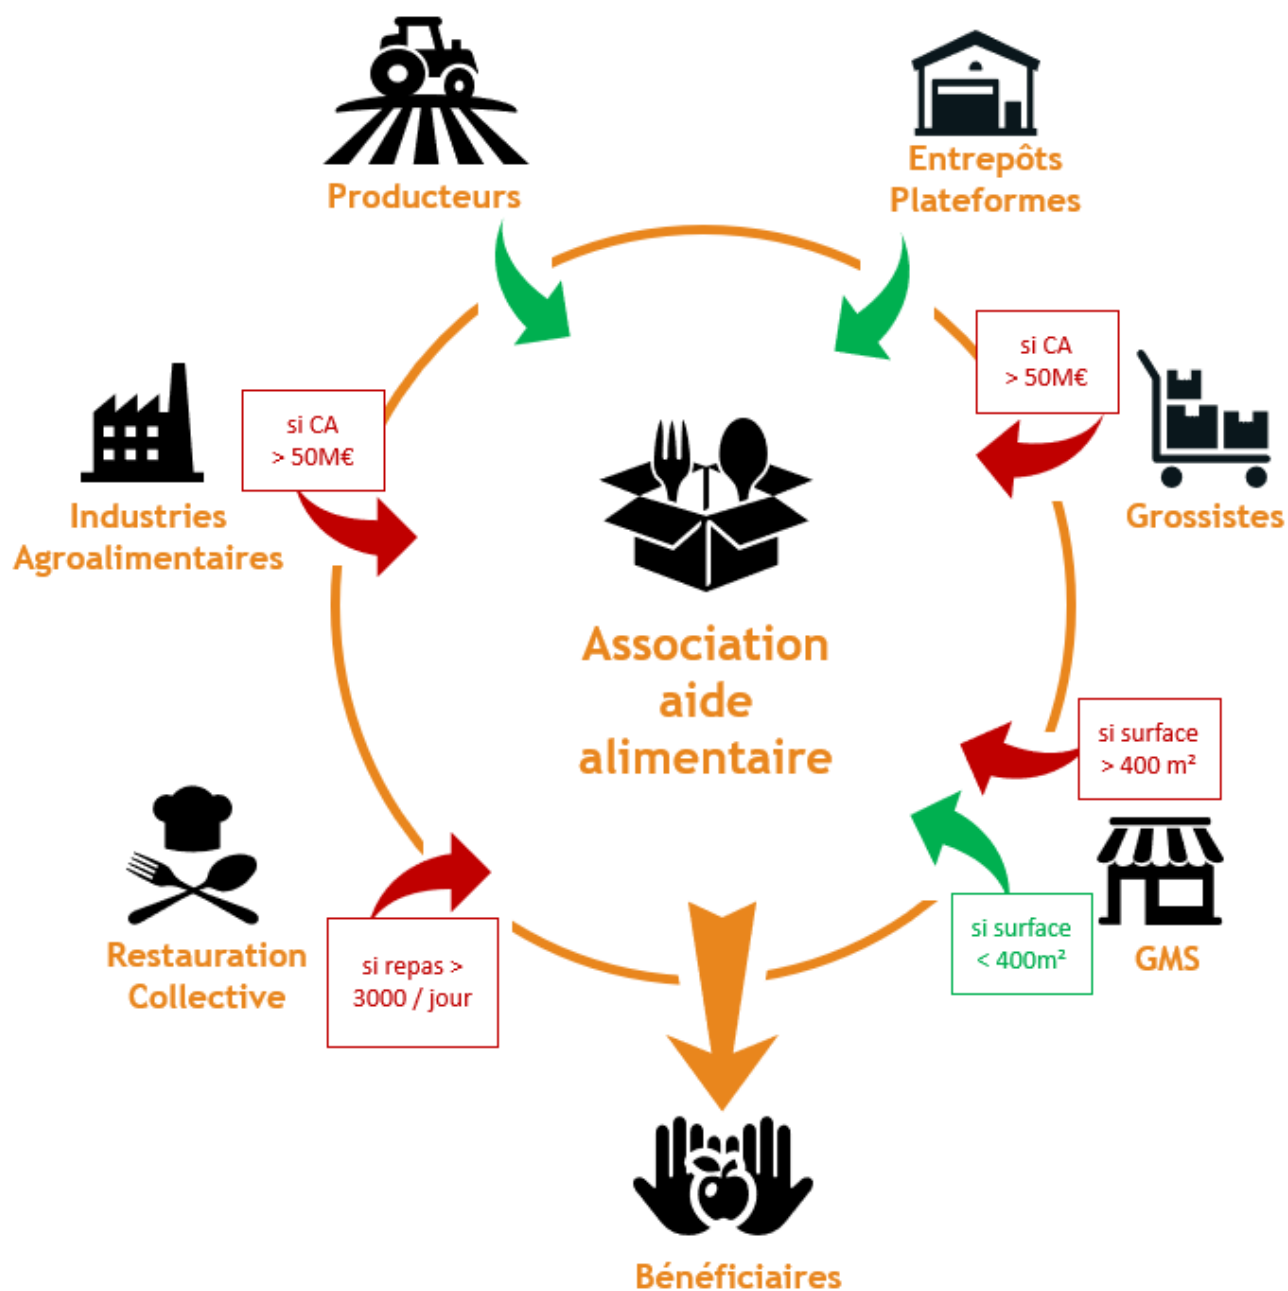 Producteurs
Entrepôts
Plateformes
si CA
> 50M€
Grossistes
si CA
> 50M€
Industries
Agroalimentaires
Association
aide
alimentaire
si surface
> 400 m²
si surface
< 400m²
GMS
Restauration
Collective
si repas >
3000 / jour
Bénéficiaires